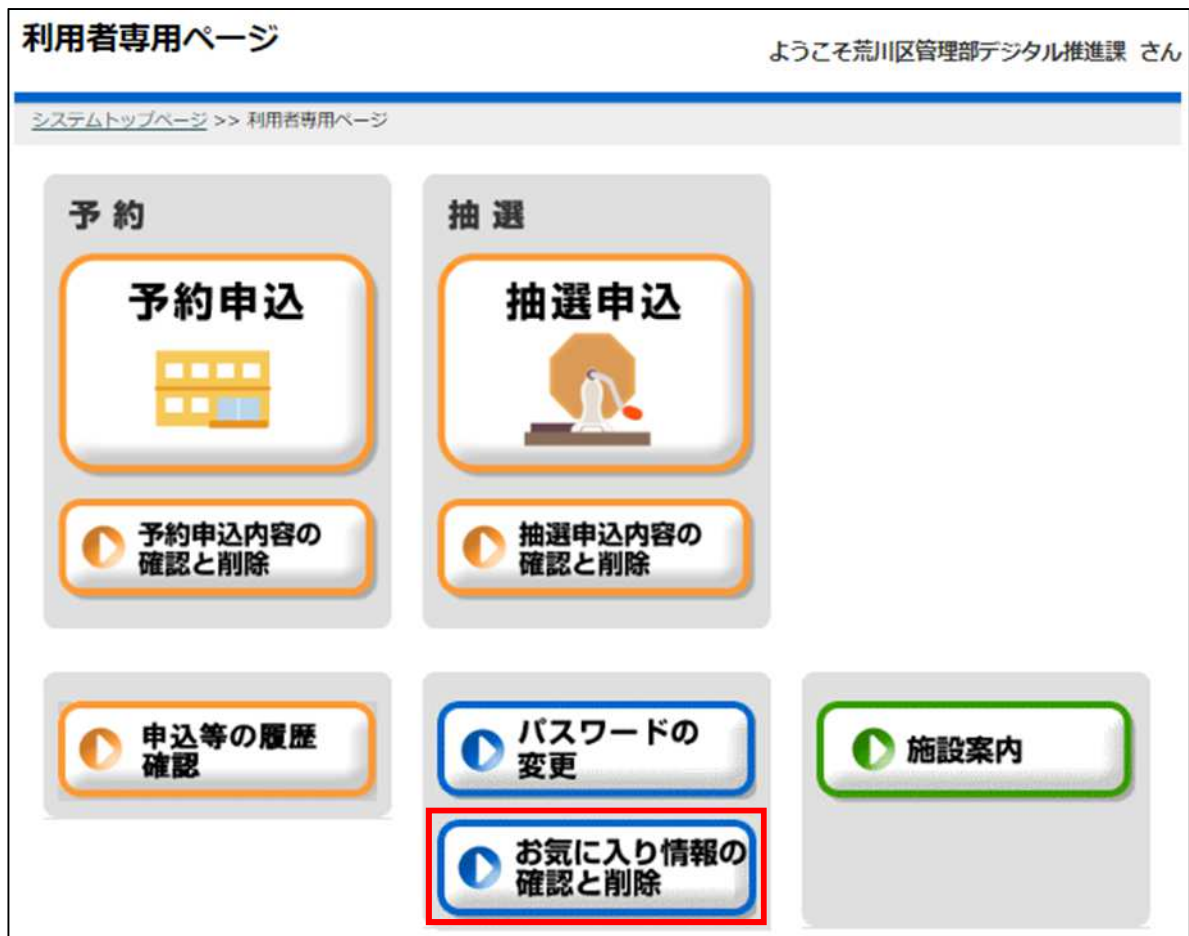 利用者専用ページ
ようこそ荒川区管理部デジタル推進課 さん
システムトップページ >> 利用者専用ページ
予 約
予約申込
予約申込内容の
確認と削除
抽 選
抽選申込
抽選申込内容の
確認と削除
申込等の履歴
確認
パスワードの
変更
お気に入り情報の
確認と削除
施設案内